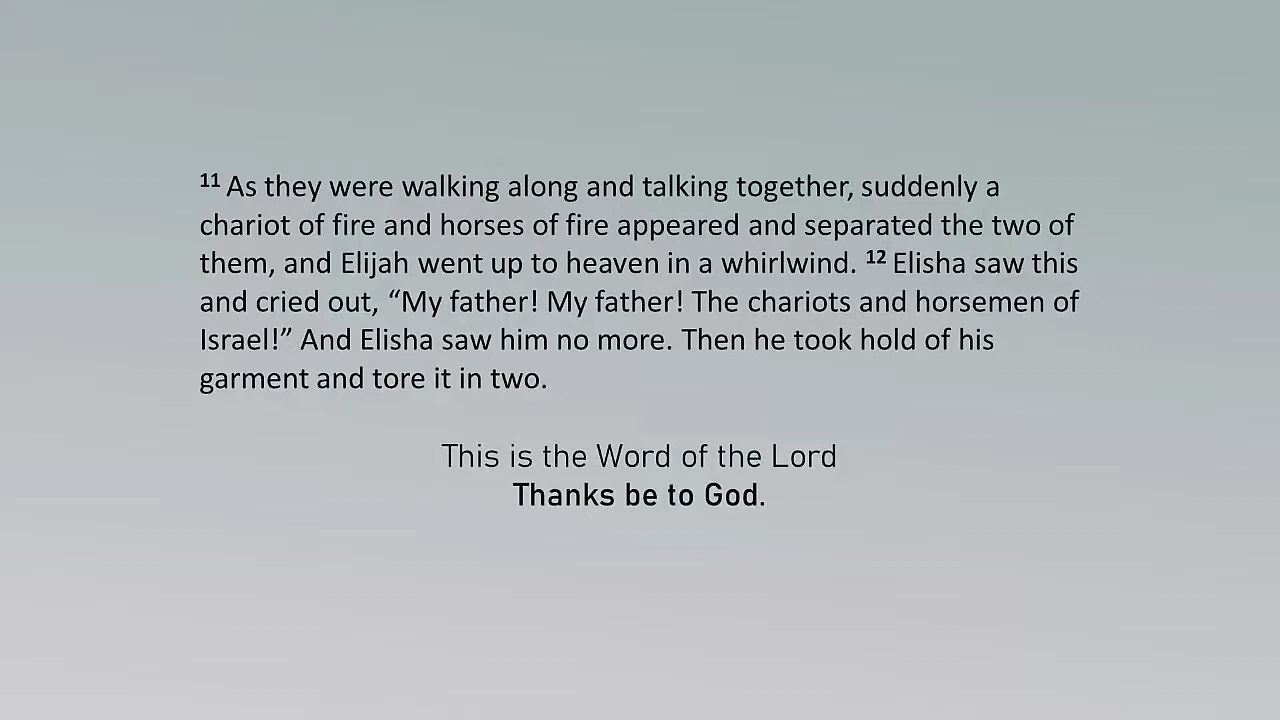 11 As they were walking along and talking together, suddenly a
chariot of fire and horses of fire appeared and separated the two of
them, and Elijah went up to heaven in a whirlwind. 12 Elisha saw this
and cried out, “My father! My father! The chariots and horsemen of
Israel!” And Elisha saw him no more. Then he took hold of his
garment and tore it in two.
This is the Word of the Lord
Thanks be to God.